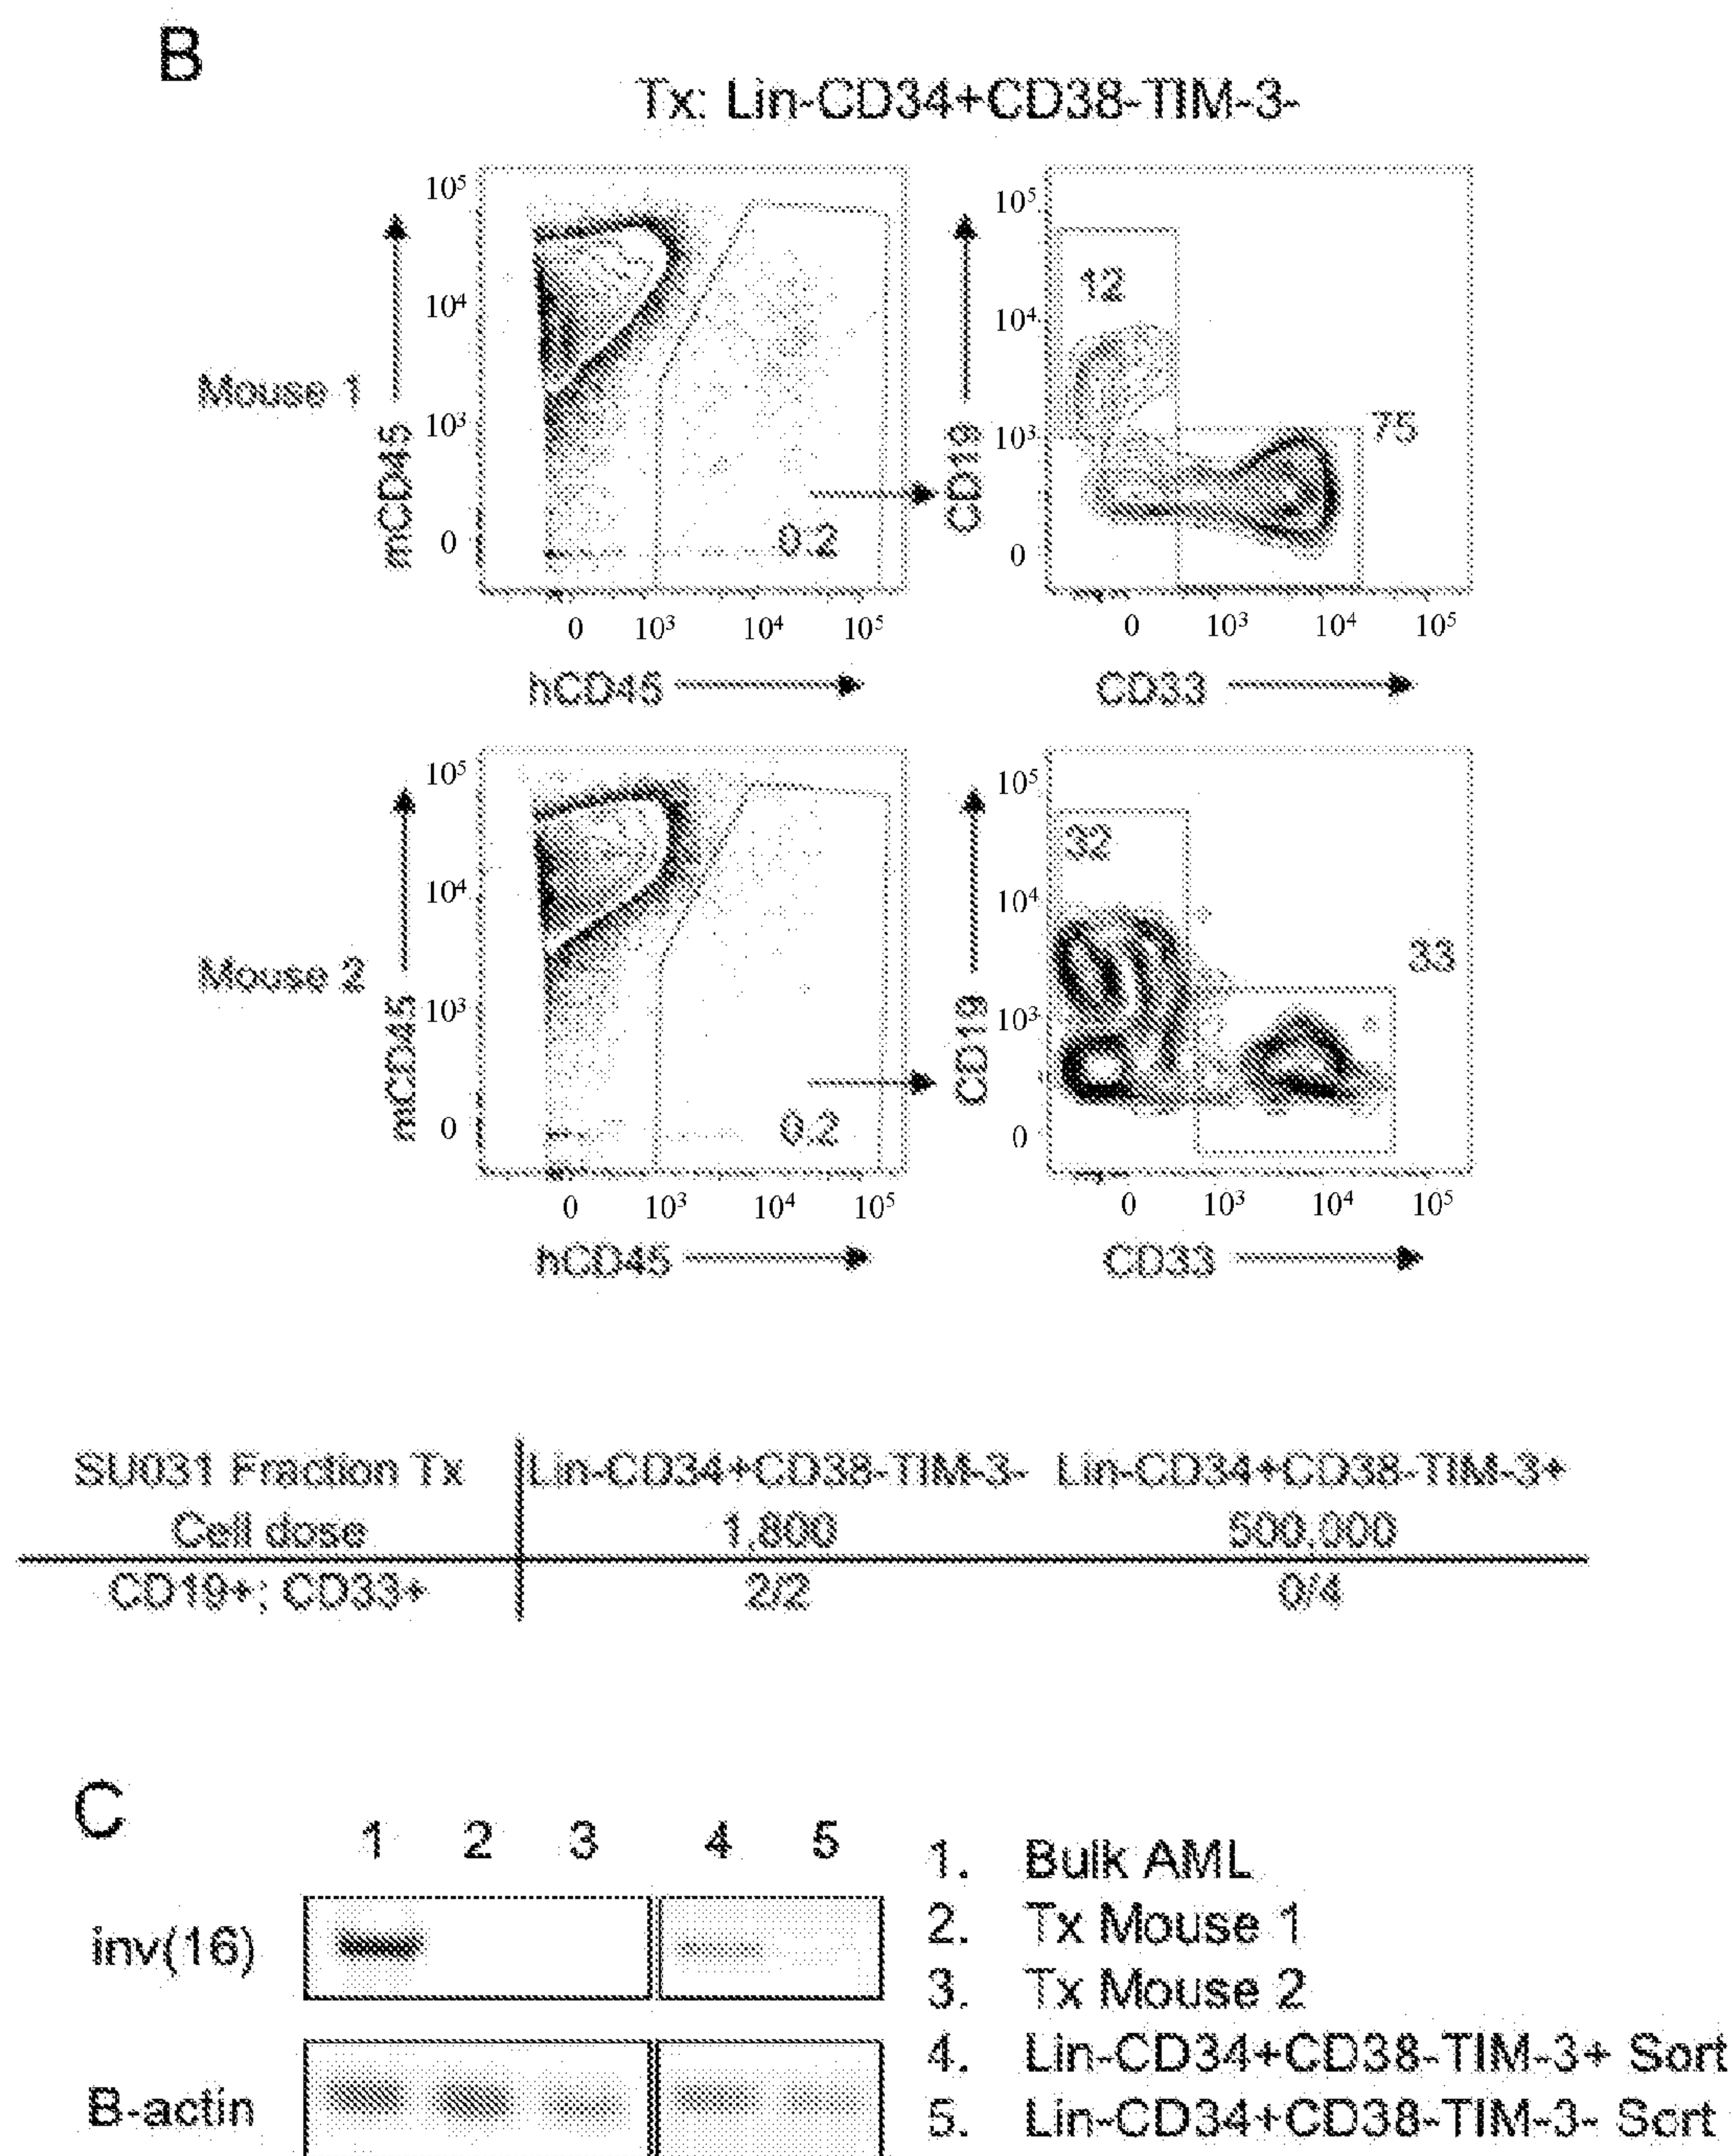 B
Tx: Lin-CD34+CD38-TIM-3-
Mouse 1
mCD45
10⁵
10⁴
10³
0
0.2
0 10³ 10⁴ 10⁵
hCD45
CD19
10⁵
10⁴
10³
0
12
75
0 10³ 10⁴ 10⁵
CD33
Mouse 2
mCD45
10⁵
10⁴
10³
0
0.2
0 10³ 10⁴ 10⁵
hCD45
CD19
10⁵
10⁴
10³
0
32
33
0 10³ 10⁴ 10⁵
CD33
SU031 Fraction Tx Lin-CD34+CD38-TIM-3- Lin-CD34+CD38-TIM-3+
Cell dose 1,800 500,000
CD19+; CD33+ 2/2 0/4
C
1 2 3 4 5
inv(16)
B-actin
1. Bulk AML
2. Tx Mouse 1
3. Tx Mouse 2
4. Lin-CD34+CD38-TIM-3+ Sort
5. Lin-CD34+CD38-TIM-3- Sort